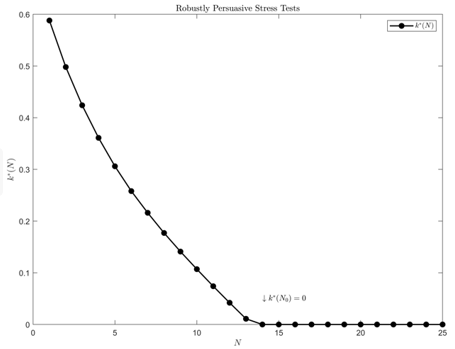 Robustly Persuasive Stress Tests
k*(N)
0.6
0.5
0.4
0.3
0.2
0.1
0
k*(N)
↓ k*(N₀) = 0
0 5 10 15 20 25
N